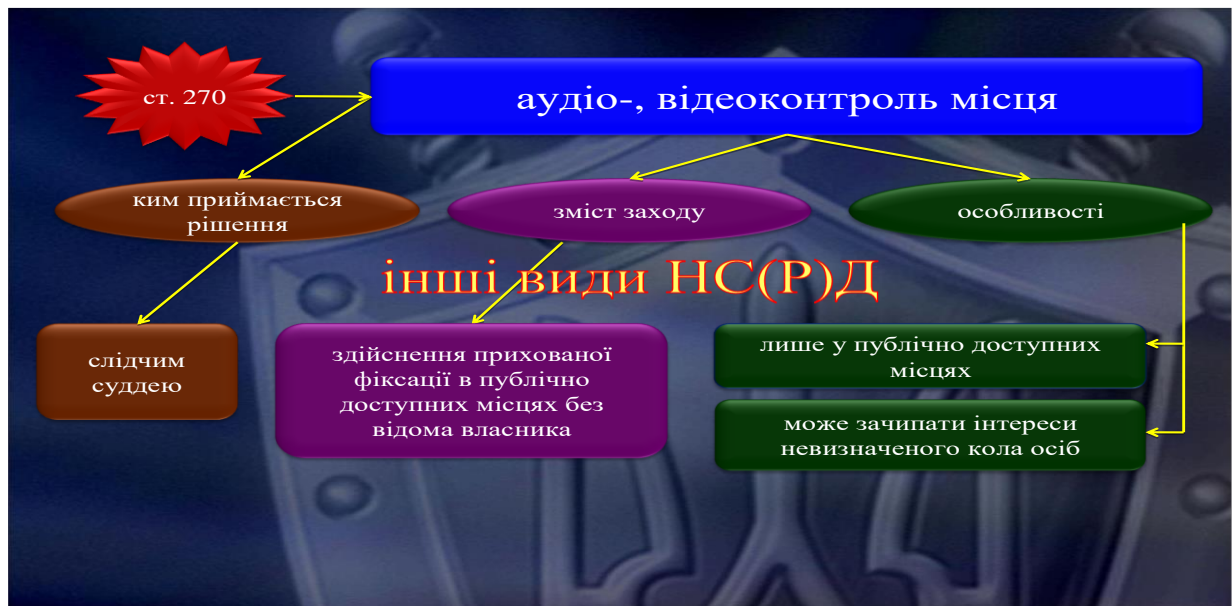 ст. 270
аудіо-, відеоконтроль місця
ким приймається
рішення
зміст заходу
особливості
інші види НС(Р)Д
слідчим
суддею
здійснення прихованої
фіксації в публічно
доступних місцях без
відома власника
лише у публічно доступних
місцях
може зачипати інтереси
невизначеного кола осіб